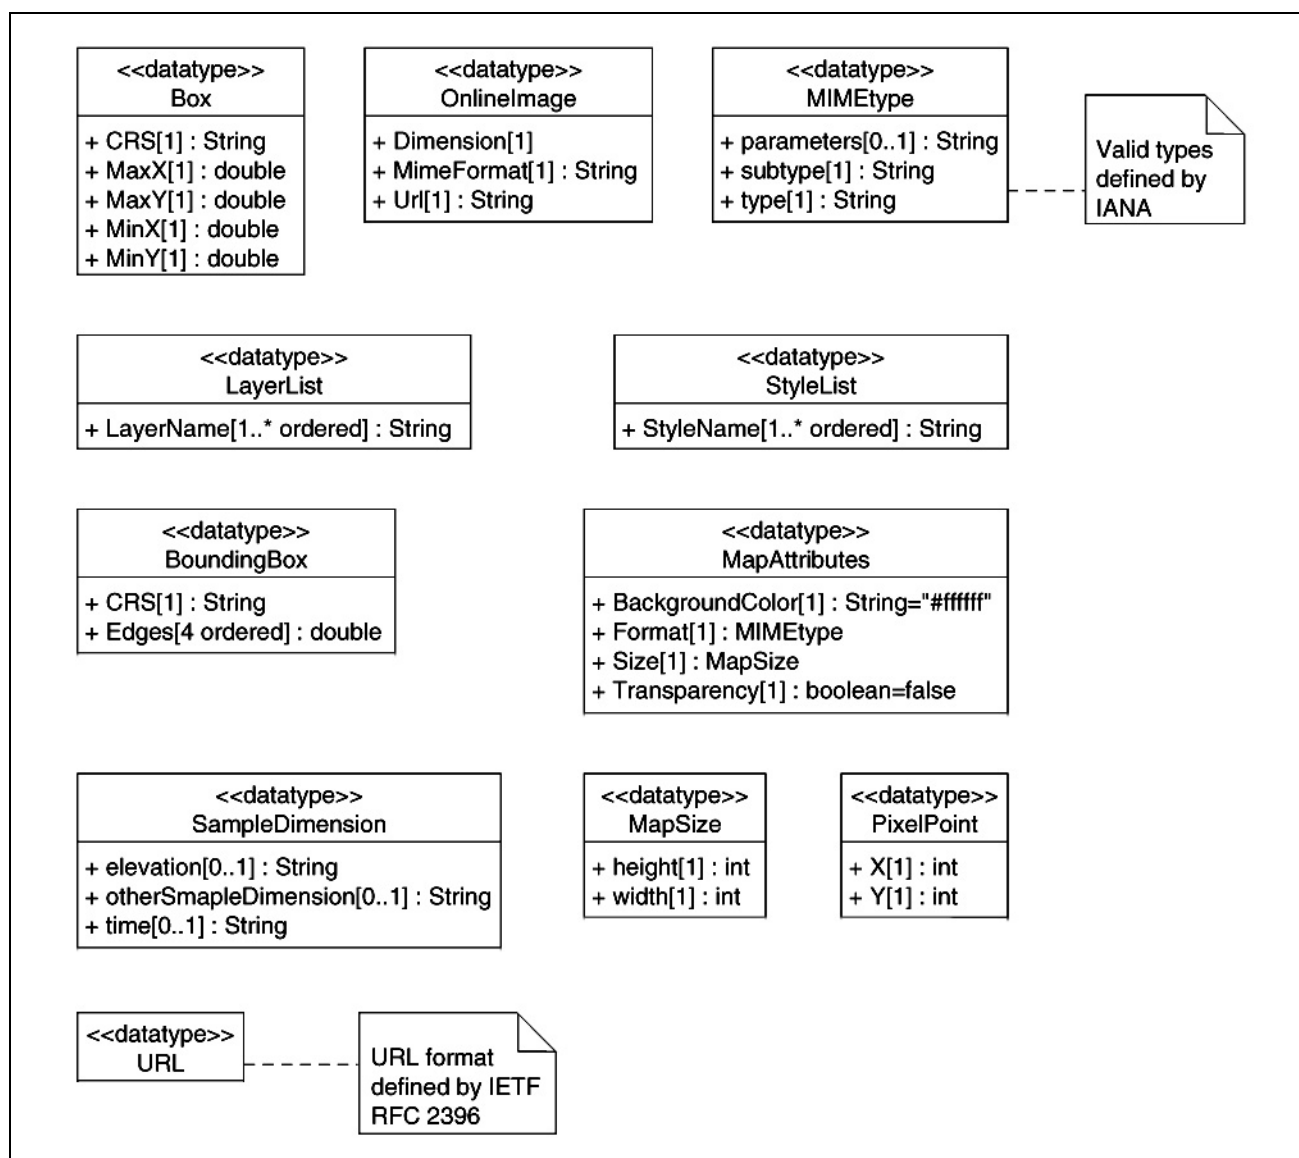 <<datatype>>
Box
+ CRS[1] : String
+ MaxX[1] : double
+ MaxY[1] : double
+ MinX[1] : double
+ MinY[1] : double
<<datatype>>
OnlineImage
+ Dimension[1]
+ MimeFormat[1] : String
+ Url[1] : String
<<datatype>>
MIMEtype
+ parameters[0..1] : String
+ subtype[1] : String
+ type[1] : String
Valid types
defined by
IANA
<<datatype>>
LayerList
+ LayerName[1..* ordered] : String
<<datatype>>
StyleList
+ StyleName[1..* ordered] : String
<<datatype>>
BoundingBox
+ CRS[1] : String
+ Edges[4 ordered] : double
<<datatype>>
MapAttributes
+ BackgroundColor[1] : String="#ffffff"
+ Format[1] : MIMEtype
+ Size[1] : MapSize
+ Transparency[1] : boolean=false
<<datatype>>
SampleDimension
+ elevation[0..1] : String
+ otherSmapleDimension[0..1] : String
+ time[0..1] : String
<<datatype>>
MapSize
+ height[1] : int
+ width[1] : int
<<datatype>>
PixelPoint
+ X[1] : int
+ Y[1] : int
<<datatype>>
URL
URL format
defined by IETF
RFC 2396